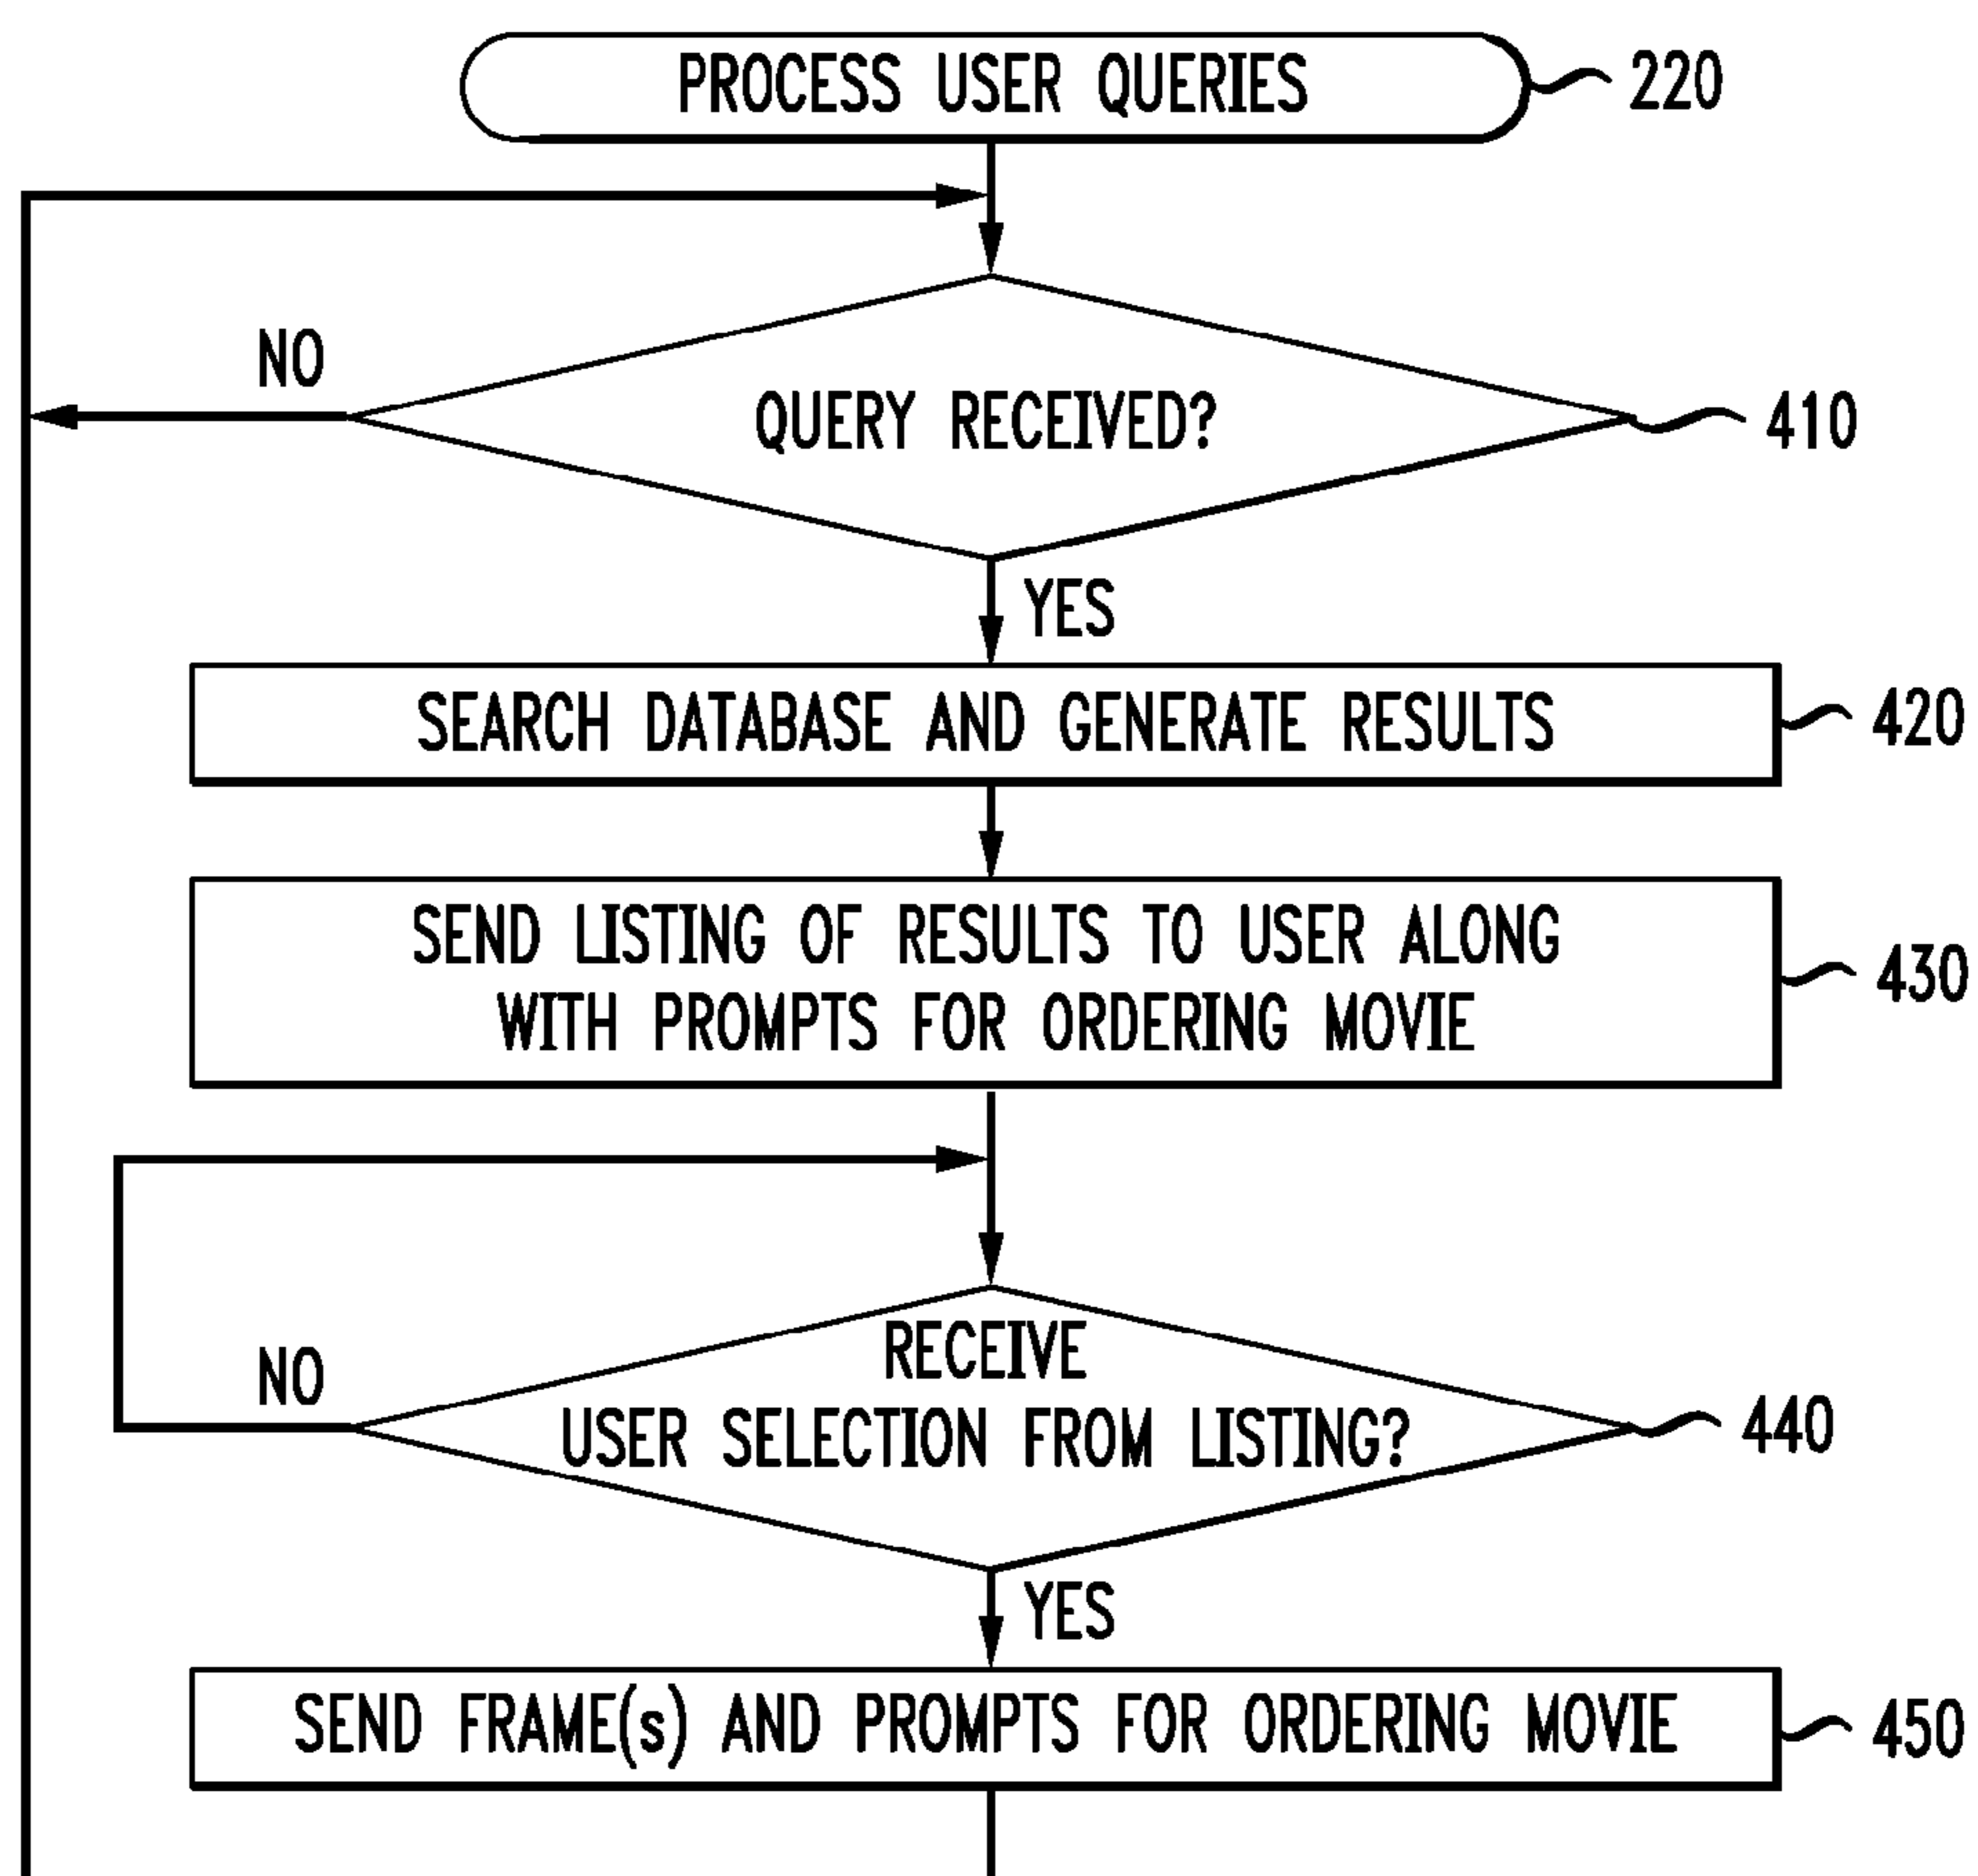 PROCESS USER QUERIES
220
NO
QUERY RECEIVED?
410
YES
SEARCH DATABASE AND GENERATE RESULTS
420
SEND LISTING OF RESULTS TO USER ALONG
WITH PROMPTS FOR ORDERING MOVIE
430
NO
RECEIVE
USER SELECTION FROM LISTING?
440
YES
SEND FRAME(s) AND PROMPTS FOR ORDERING MOVIE
450